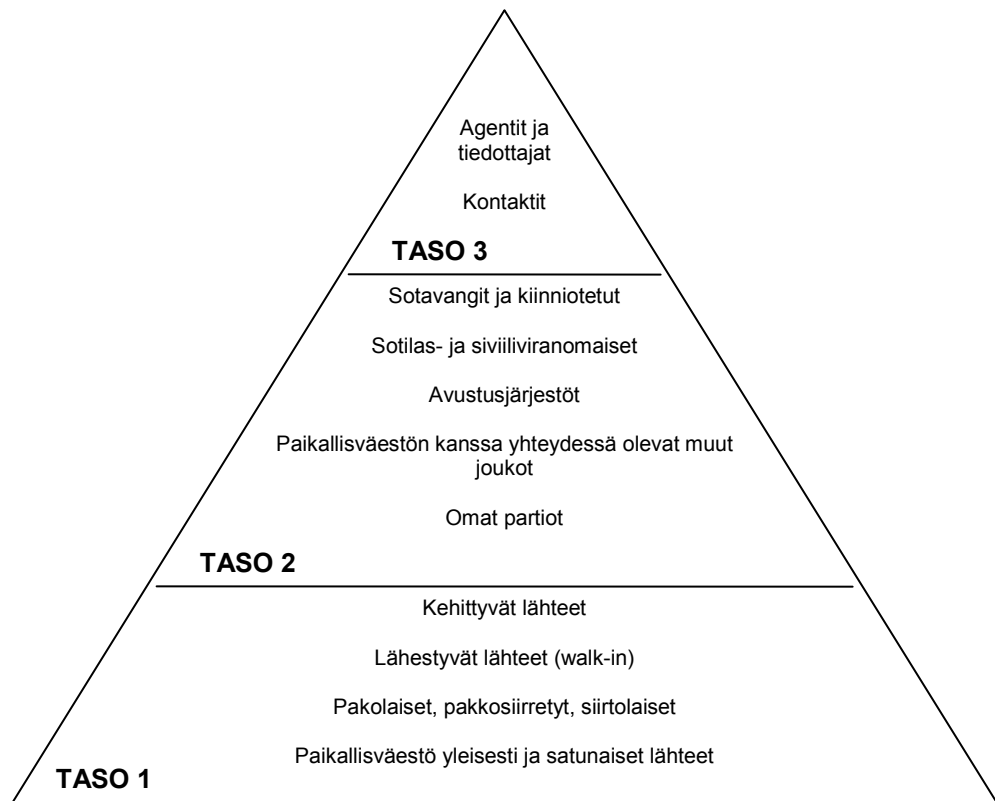 Agentit ja
tiedottajat
Kontaktit
TASO 3
Sotavangit ja kiinniotetut
Sotilas- ja siviiliviranomaiset
Avustusjärjestöt
Paikallisväestön kanssa yhteydessä olevat muut
joukot
Omat partiot
TASO 2
Kehittyvät lähteet
Lähestyvät lähteet (walk-in)
Pakolaiset, pakkosiirretyt, siirtolaiset
Paikallisväestö yleisesti ja satunaiset lähteet
TASO 1